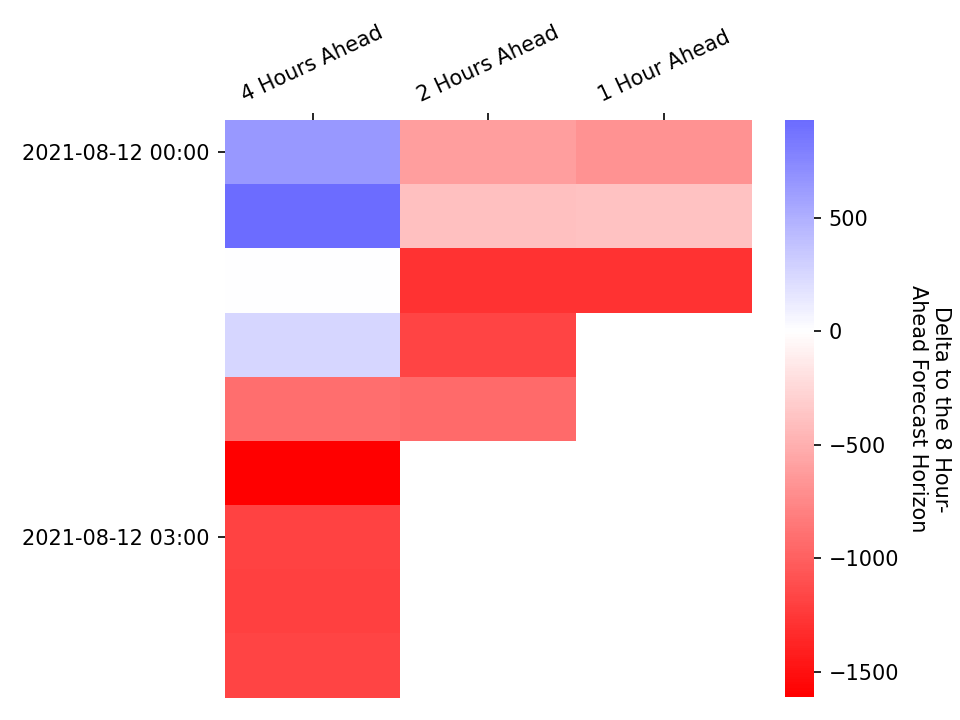 4 Hours Ahead
2 Hours Ahead
1 Hour Ahead
2021-08-12 00:00
2021-08-12 03:00
500
0
−500
−1000
−1500
Delta to the 8 Hour-
Ahead Forecast Horizon